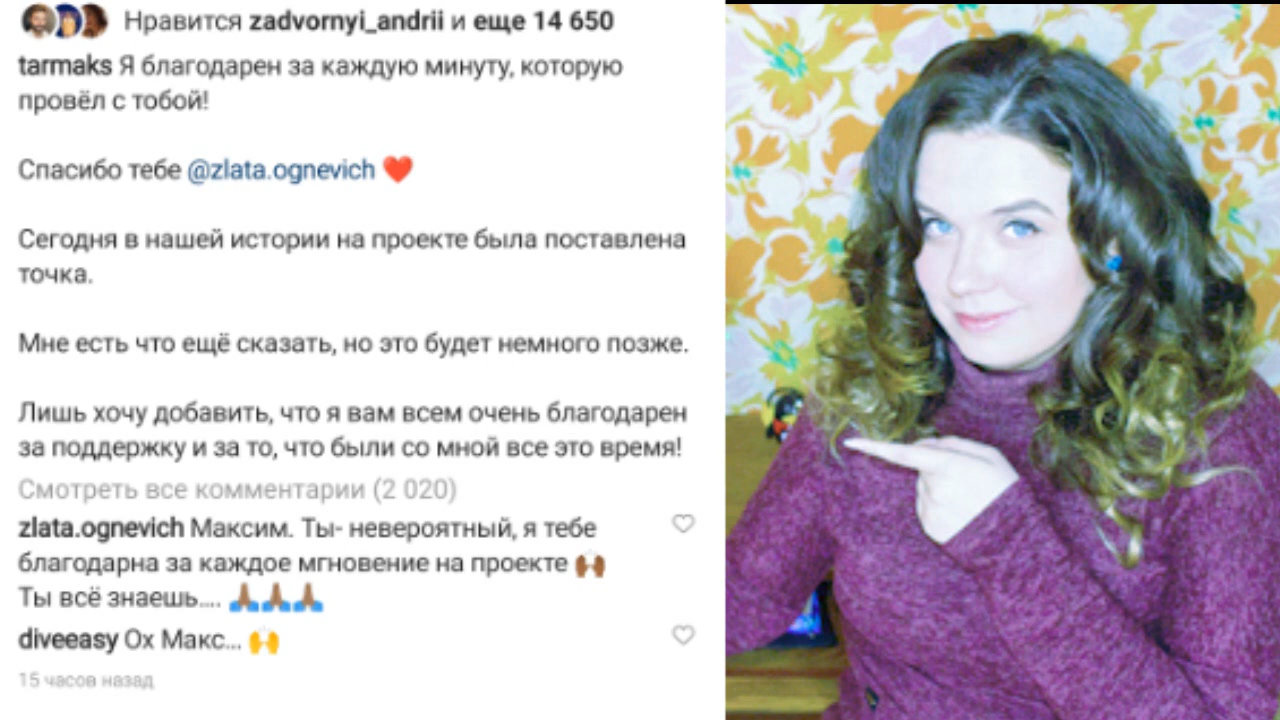 Нравится zadvornyi_andrii и еще 14 650
tarmaks Я благодарен за каждую минуту, которую
провёл с тобой!
Спасибо тебе @zlata.ognevich ❤️
Сегодня в нашей истории на проекте была поставлена
точка.
Мне есть что ещё сказать, но это будет немного позже.
Лишь хочу добавить, что я вам всем очень благодарен
за поддержку и за то, что были со мной все это время!
Смотреть все комментарии (2 020)
zlata.ognevich Максим. Ты- невероятный, я тебе
благодарна за каждое мгновение на проекте 🙌🏾
Ты всё знаешь.... 🙏🏽🙏🏽🙏🏽
diveeasy Ох Макс... 🙌
15 часов назад